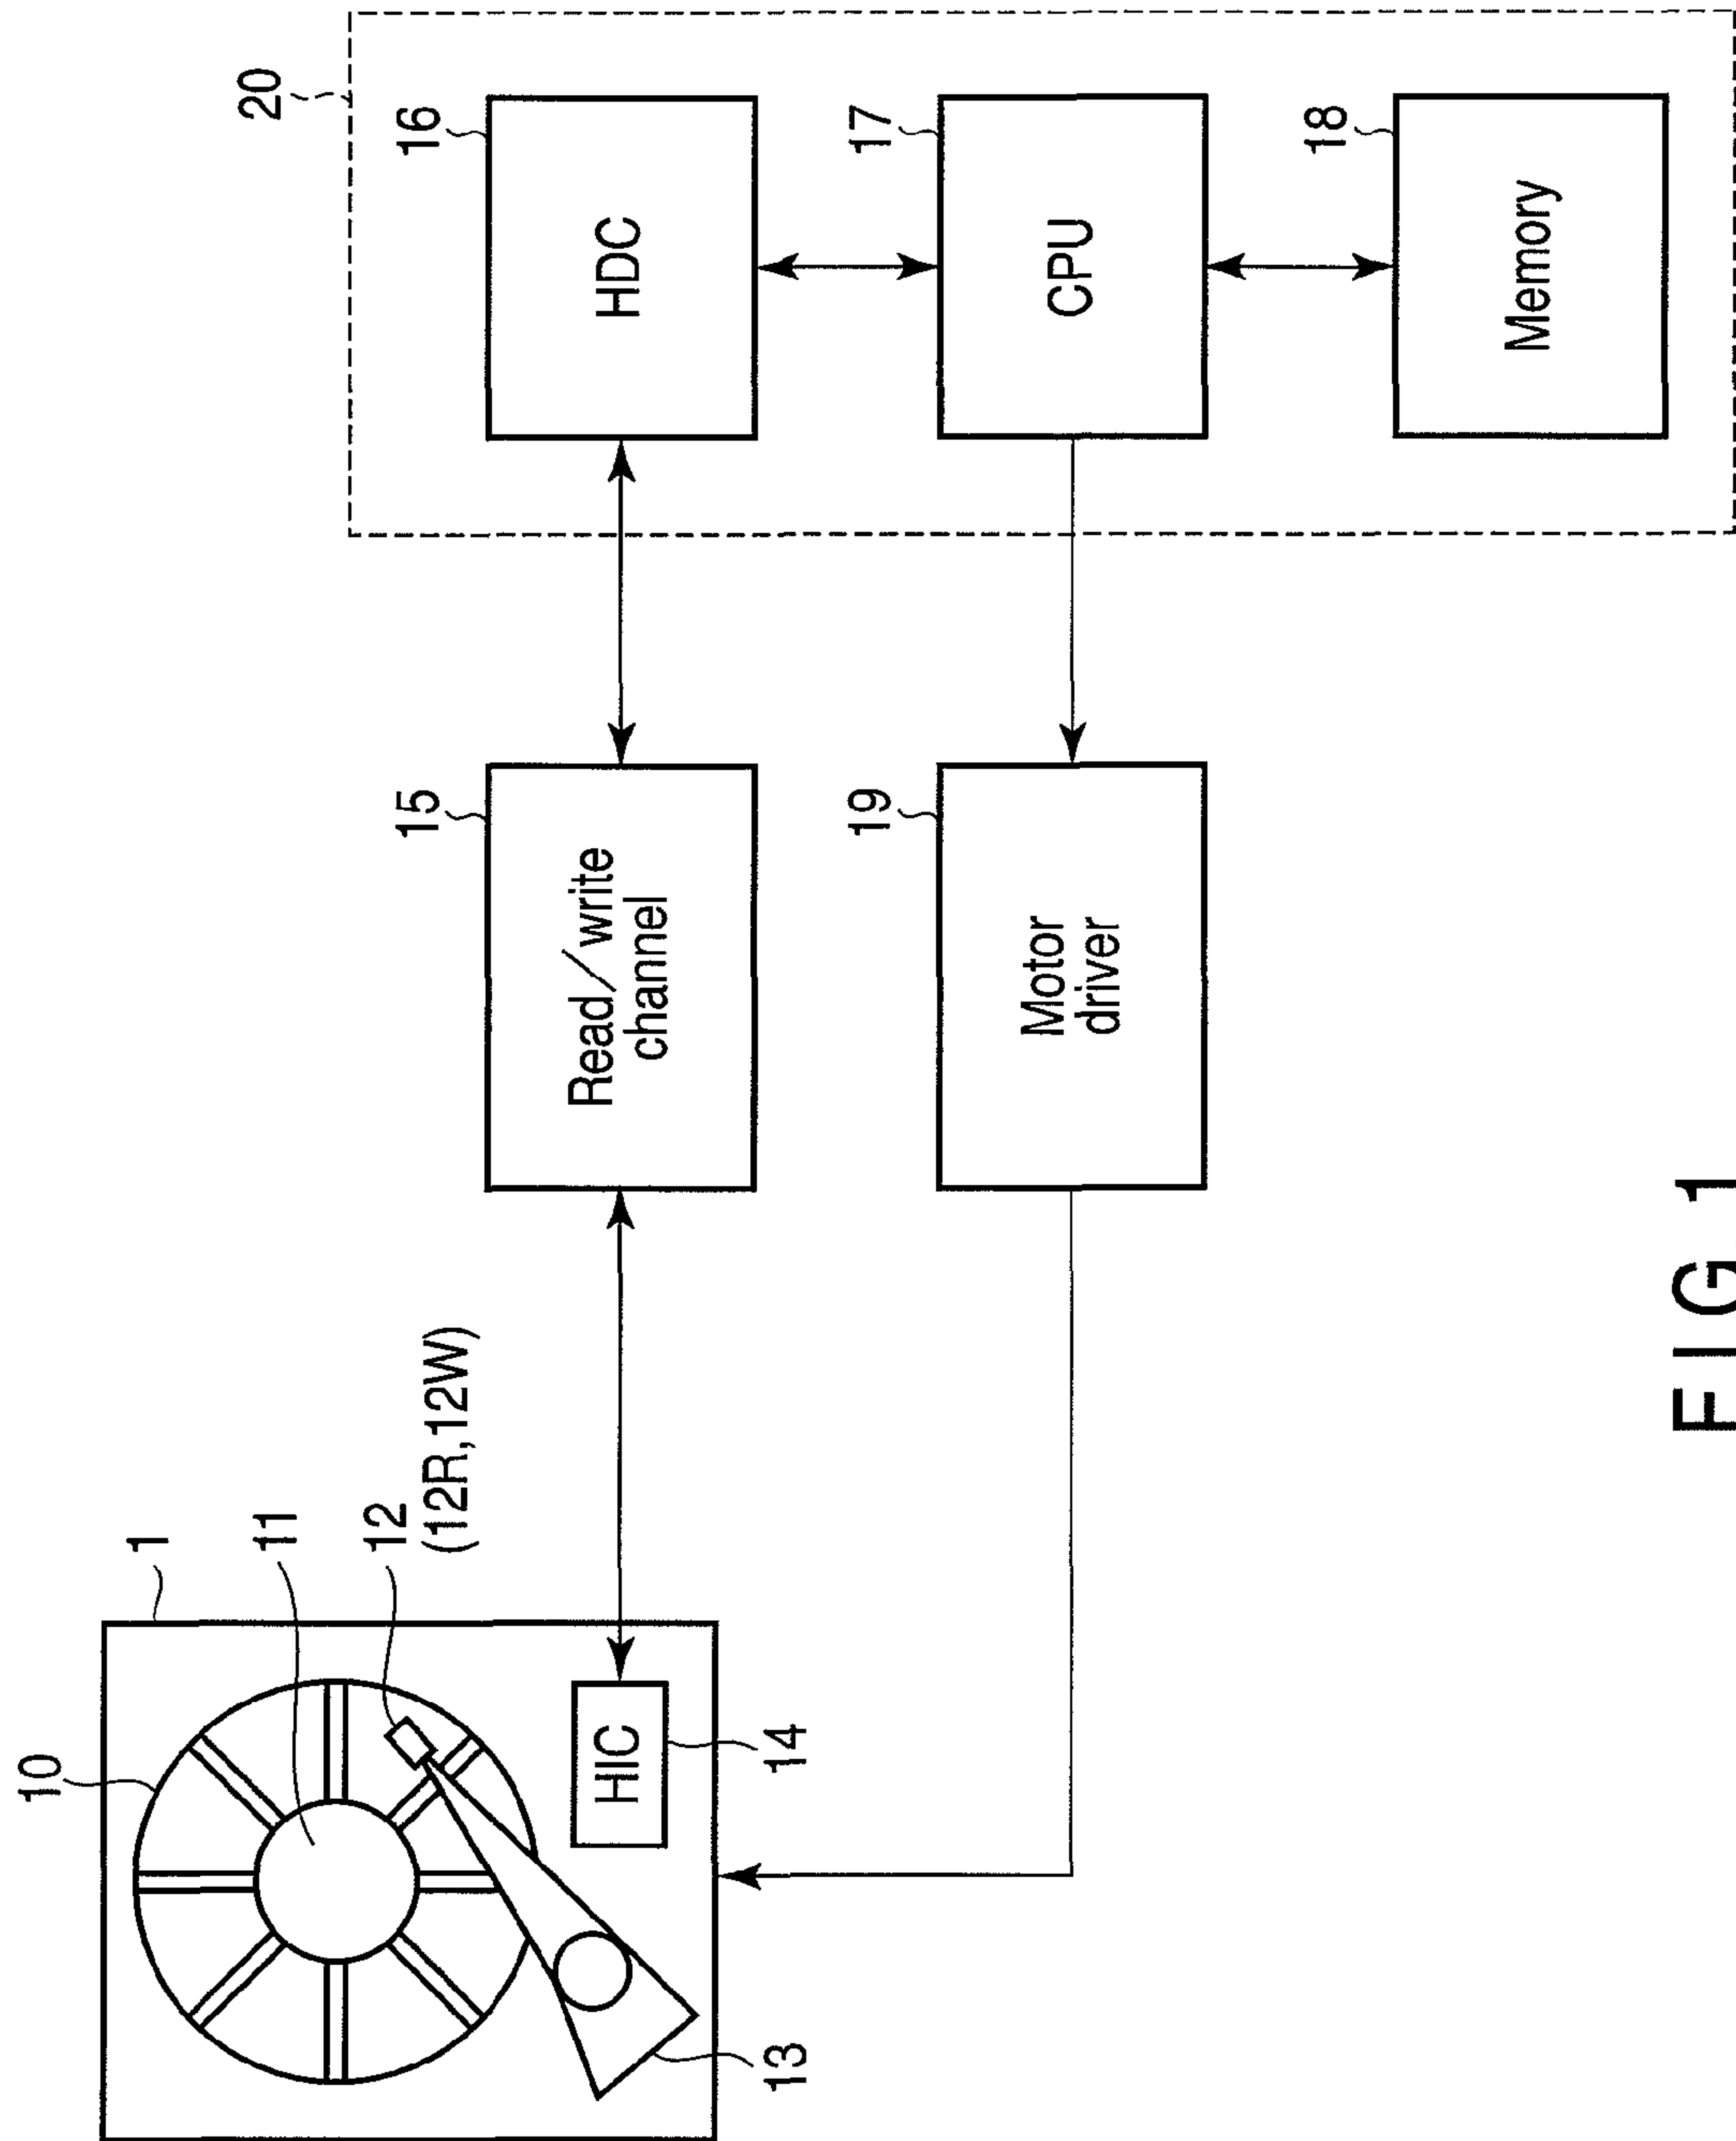 10
1
11
20
12
(12R,12W)
15
16
HIC
Read/write
channel
HDC
13
14
19
17
Motor
driver
CPU
18
Memory
FIG 1